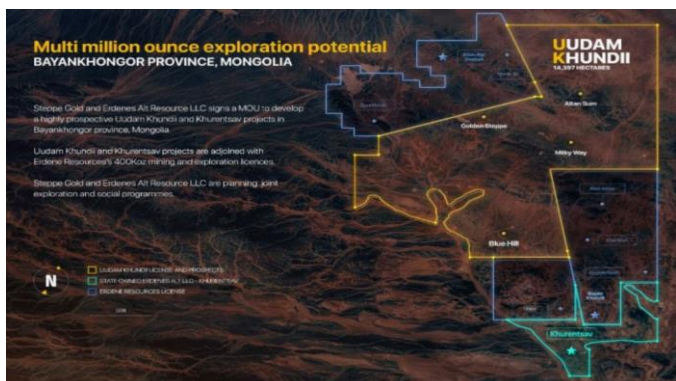 Multi million ounce exploration potential
BAYANKHONGOR PROVINCE, MONGOLIA
Steppe Gold and Erdenes Alt Resource LLC signs a MOU to develop
a highly prospective Uudam Khundii and Khurentsav projects in
Bayankhongor province, Mongolia.
Uudam Khundii and Khurentsav projects are adjoined with
Erdene Resources's 400Koz mining and exploration licences.
Steppe Gold and Erdenes Alt Resource LLC are planning joint
exploration and social programmes.
UUDAM
KHUNDII
14,397 HECTARES
Altan Sum
Golden Steppe
Milky Way
Blue Hill
Khurentsav
N
UUDAM KHUNDII LICENSE AND PROSPECTS
STATE OWNED ERDENES ALT LLC - KHURENTSAV
ERDENE RESOURCES LICENSE